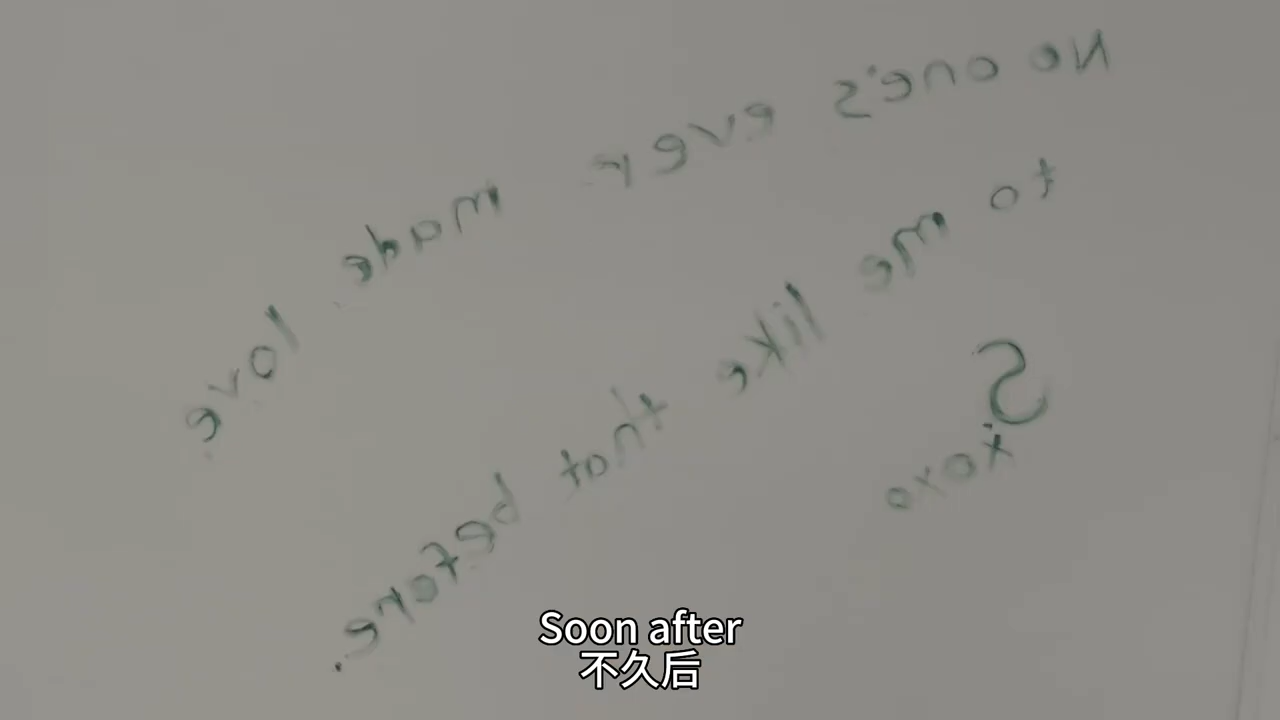 No one's ever made love
to me like that before.
S
xoxo
Soon after
不久后